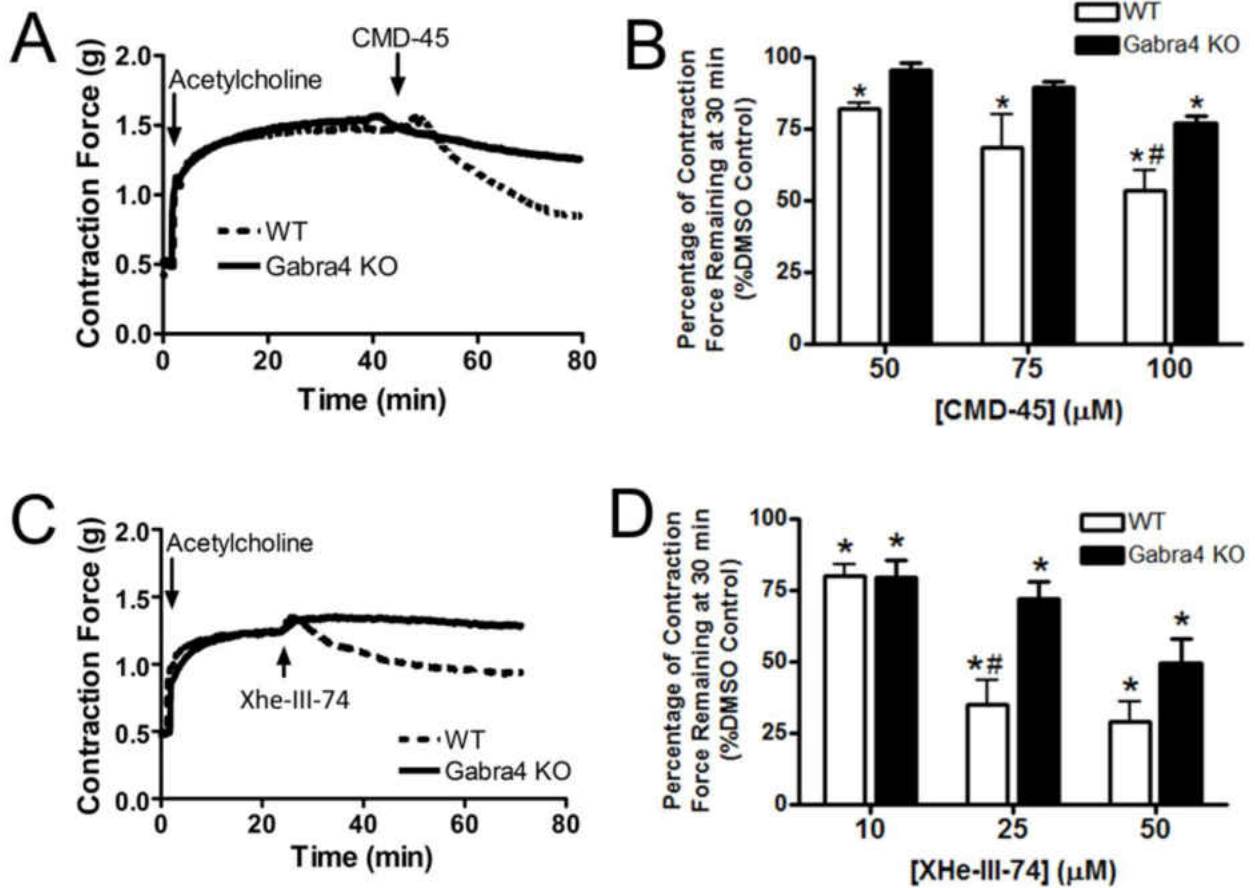 A
Contraction Force (g)
2.0
1.5
1.0
0.5
0.0
Acetylcholine
CMD-45
WT
Gabra4 KO
0 20 40 60 80
Time (min)
B
WT
Gabra4 KO
Percentage of Contraction
Force Remaining at 30 min
(%DMSO Control)
100
75
50
25
0
*
*
*#
*
50 75 100
[CMD-45] (μM)
C
Contraction Force (g)
2.0
1.5
1.0
0.5
0.0
Acetylcholine
Xhe-III-74
WT
Gabra4 KO
0 20 40 60 80
Time (min)
D
WT
Gabra4 KO
Percentage of Contraction
Force Remaining at 30 min
(%DMSO Control)
100
75
50
25
0
* *
*# *
* *
10 25 50
[XHe-III-74] (μM)